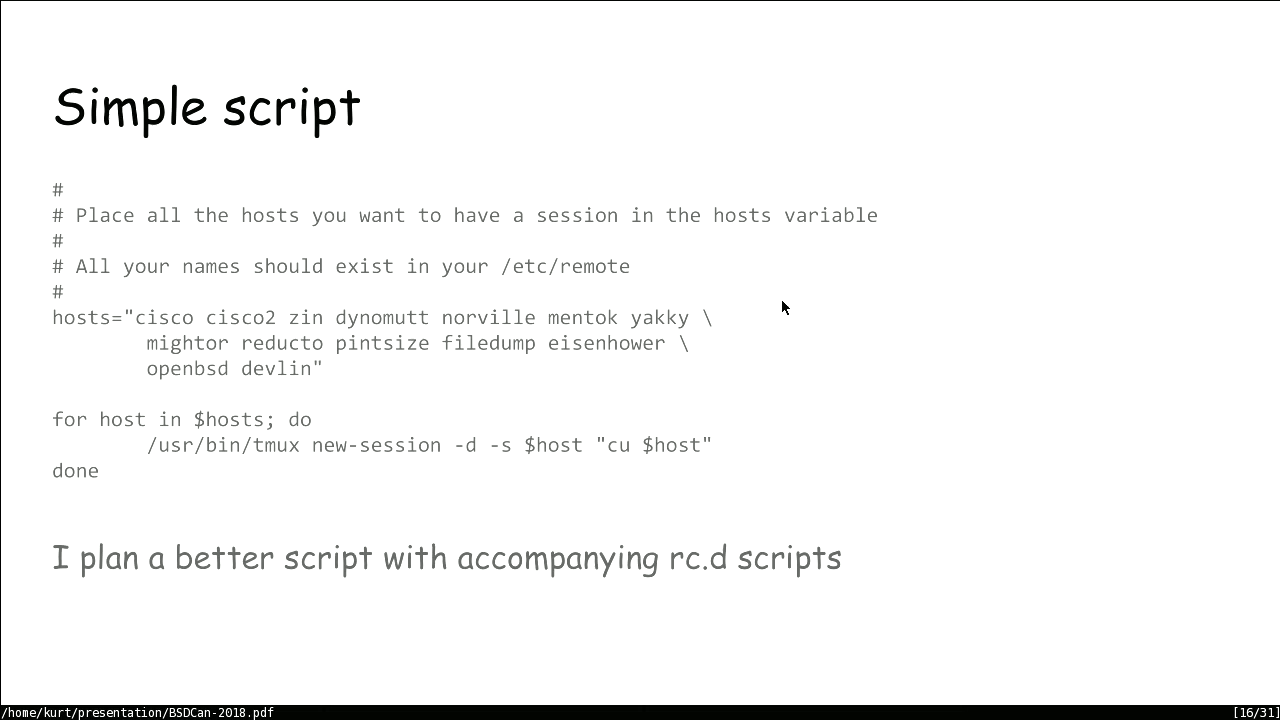 Simple script
#
# Place all the hosts you want to have a session in the hosts variable
#
# All your names should exist in your /etc/remote
#
hosts="cisco cisco2 zin dynomutt norville mentok yakky \
        mightor reducto pintsize filedump eisenhower \
        openbsd devlin"
for host in $hosts; do
        /usr/bin/tmux new-session -d -s $host "cu $host"
done
I plan a better script with accompanying rc.d scripts
/home/kurt/presentation/BSDCan-2018.pdf [16/31]